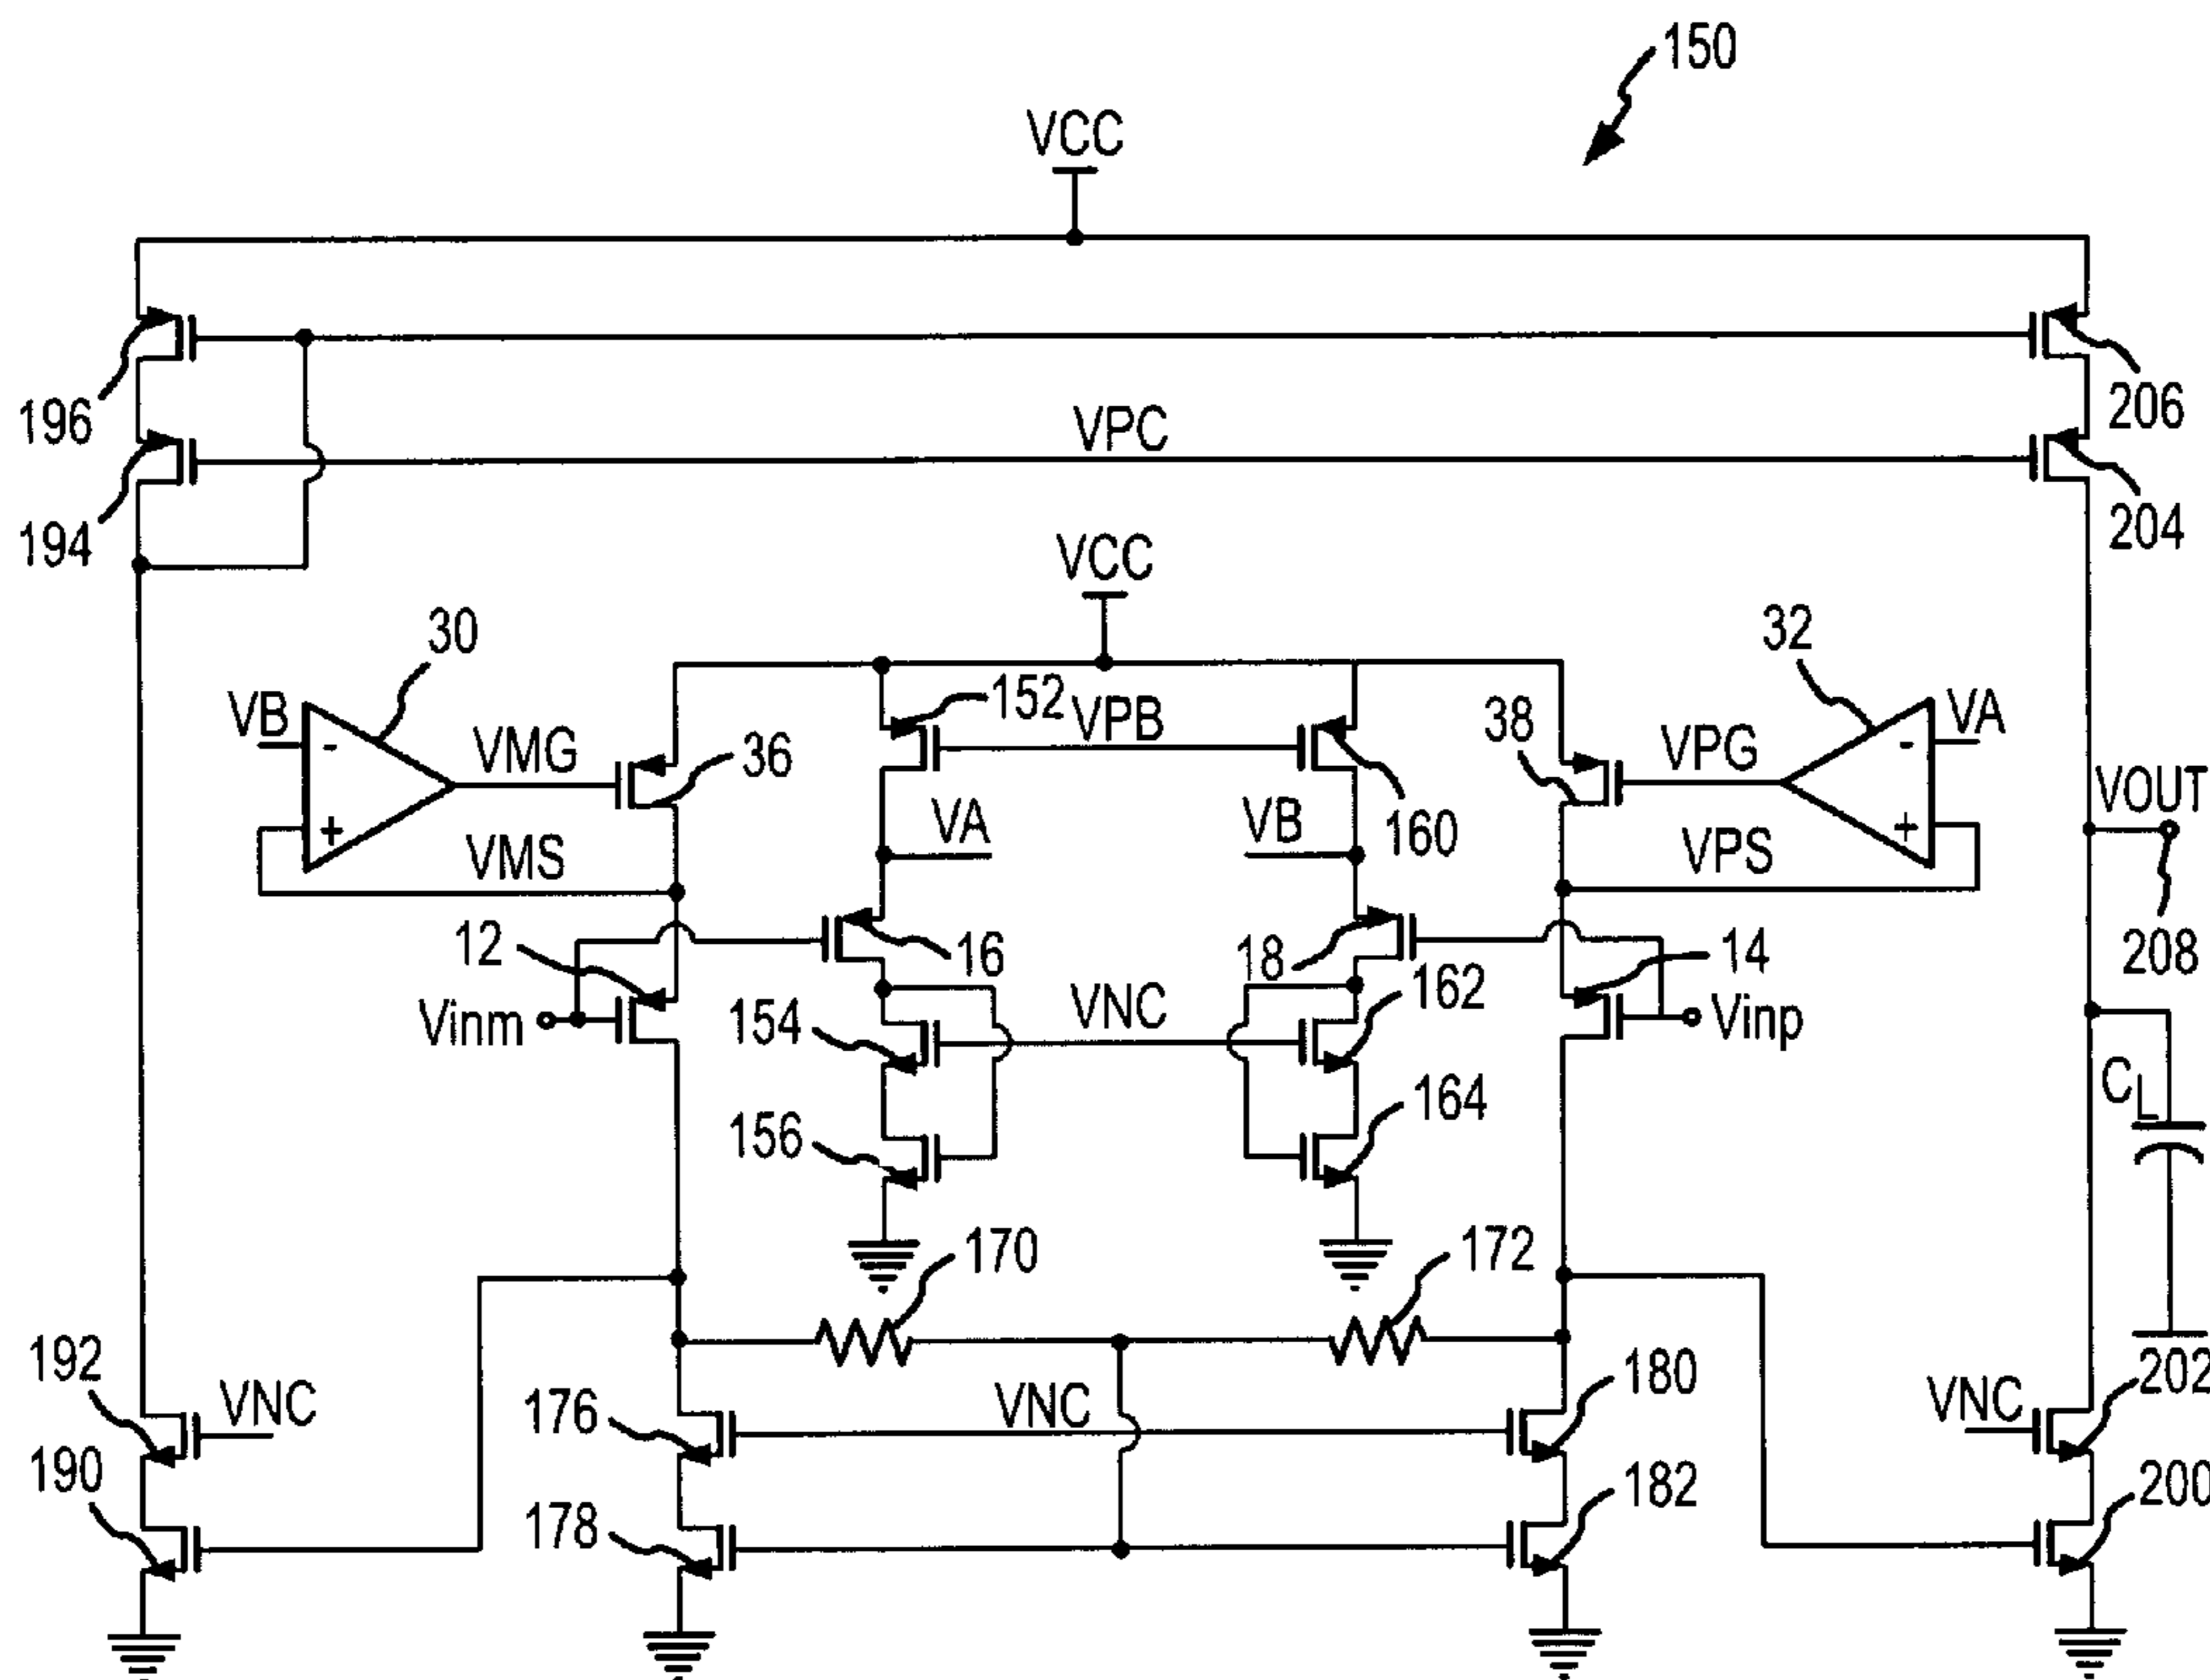 150
VCC
196
206
VPC
194
204
VCC
30
32
VB
-
152
VPB
38
-
VA
VMG
36
VPG
VOUT
VA
VB
160
+
+
VMS
VPS
12
16
18
14
208
Vinm
154
VNC
162
Vinp
CL
156
164
170
172
192
VNC
176
VNC
180
VNC
202
190
178
182
200